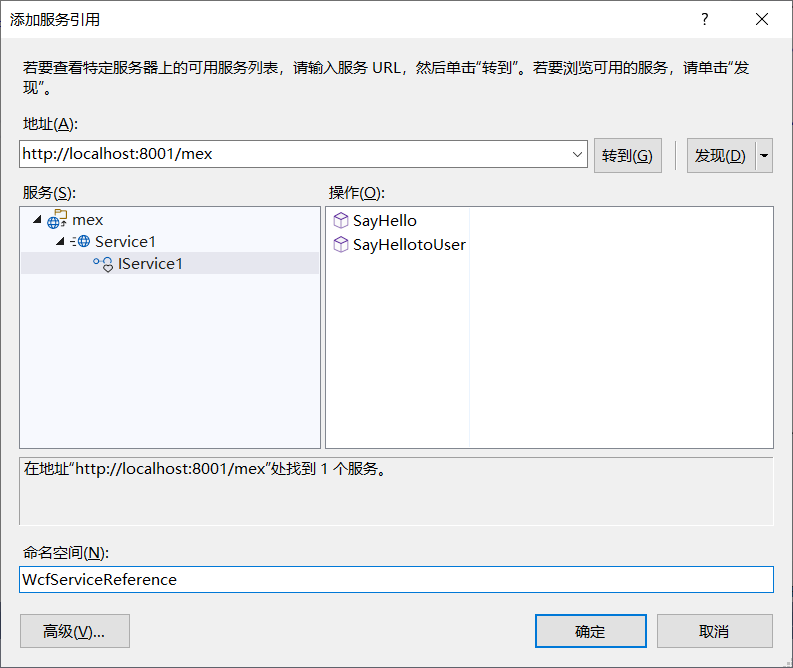 添加服务引用
?
若要查看特定服务器上的可用服务列表，请输入服务 URL，然后单击“转到”。若要浏览可用的服务，请单击“发
现”。
地址(A):
http://localhost:8001/mex
转到(G)
发现(D)
服务(S):
操作(O):
mex
Service1
IService1
SayHello
SayHellotoUser
在地址“http://localhost:8001/mex”处找到 1 个服务。
命名空间(N):
WcfServiceReference
高级(V)...
确定
取消